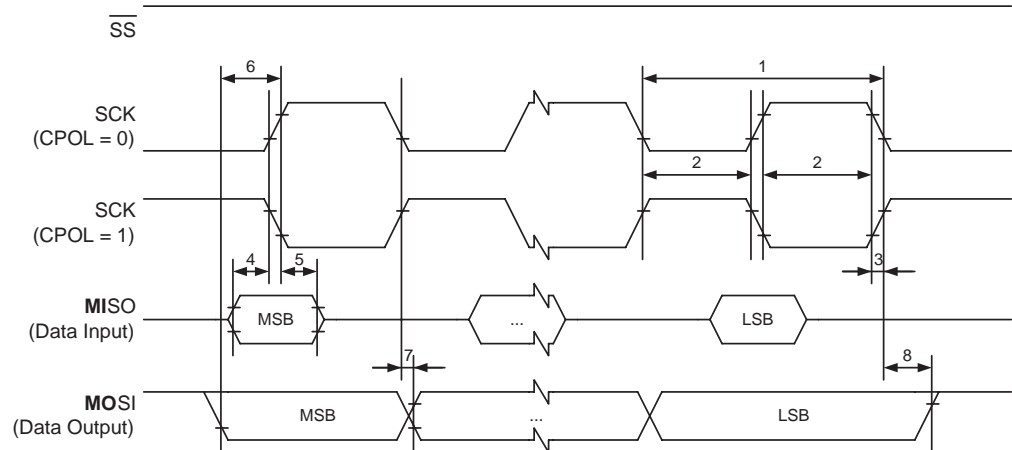 SS
6
1
SCK
(CPOL = 0)
2
2
SCK
(CPOL = 1)
4
5
3
MISO
(Data Input)
MSB
...
LSB
7
8
MOSI
(Data Output)
MSB
...
LSB